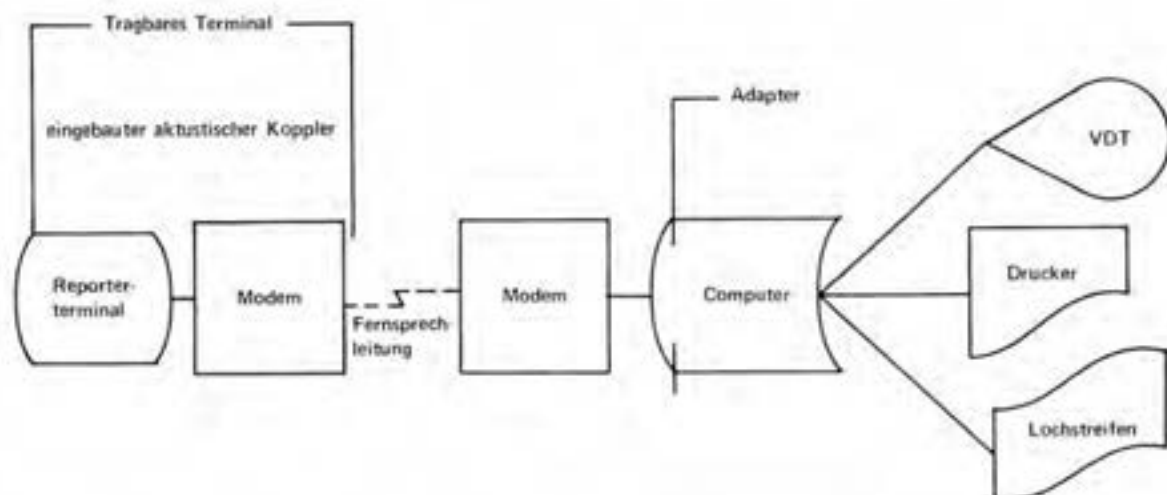 Tragbares Terminal
eingebauter aktustischer Koppler
Adapter
VDT
Reporter-
terminal
Modem
Fernsprech-
leitung
Modem
Computer
Drucker
Lochstreifen